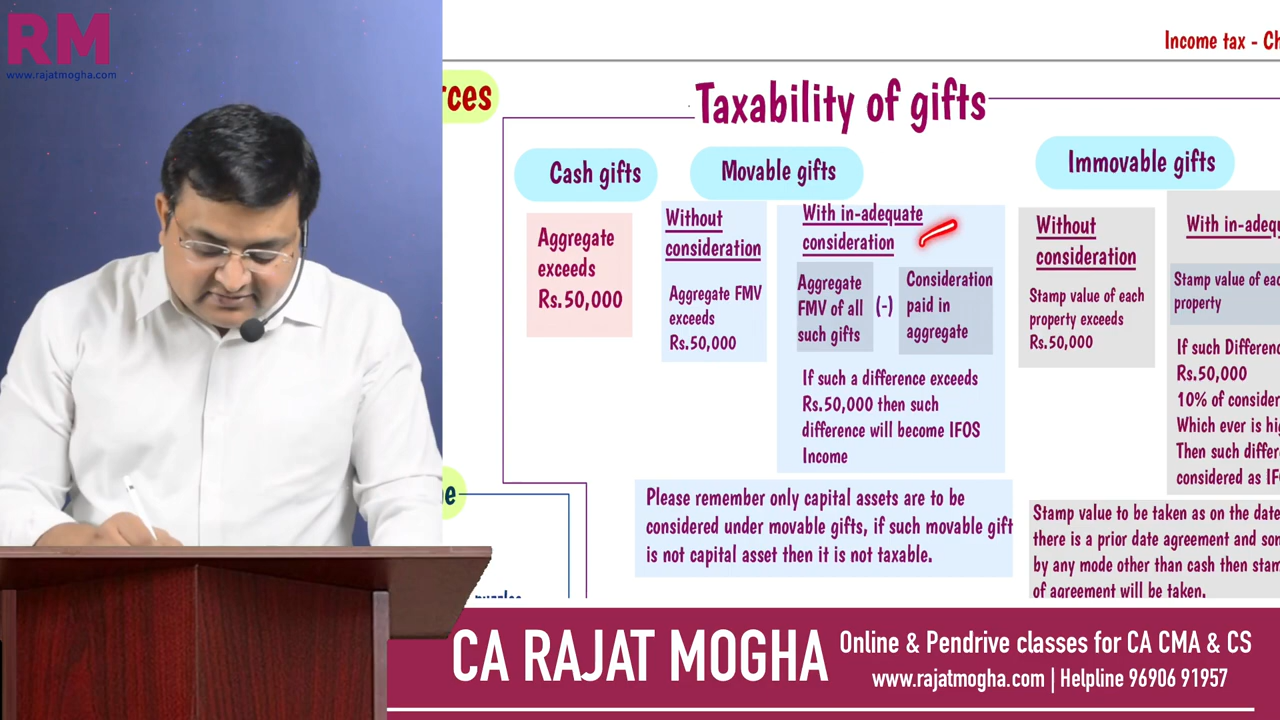 RM
www.rajatmogha.com
Income tax - Ch
rces
Taxability of gifts
Cash gifts
Aggregate
exceeds
Rs.50,000
Movable gifts
Without
consideration
Aggregate FMV
exceeds
Rs.50,000
With in-adequate
consideration
Aggregate
FMV of all
such gifts
(-)
Consideration
paid in
aggregate
If such a difference exceeds
Rs.50,000 then such
difference will become IFOS
Income
Please remember only capital assets are to be
considered under movable gifts, if such movable gift
is not capital asset then it is not taxable.
Immovable gifts
Without
consideration
Stamp value of each
property exceeds
Rs.50,000
With in-adequ
Stamp value of eac
property
If such Differenc
Rs.50,000
10% of consider
Which ever is hig
Then such differ
considered as IF
Stamp value to be taken as on the date
there is a prior date agreement and som
by any mode other than cash then stam
of agreement will be taken.
e
CA RAJAT MOGHA
Online & Pendrive classes for CA CMA & CS
www.rajatmogha.com | Helpline 96906 91957